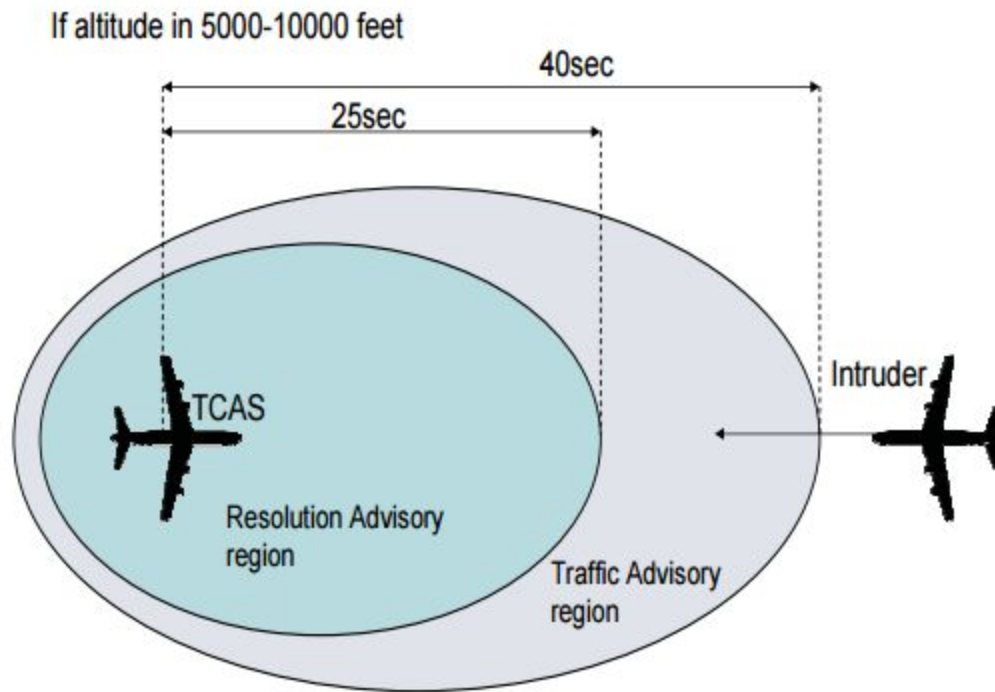 If altitude in 5000-10000 feet
40sec
25sec
Intruder
TCAS
Resolution Advisory
region
Traffic Advisory
region